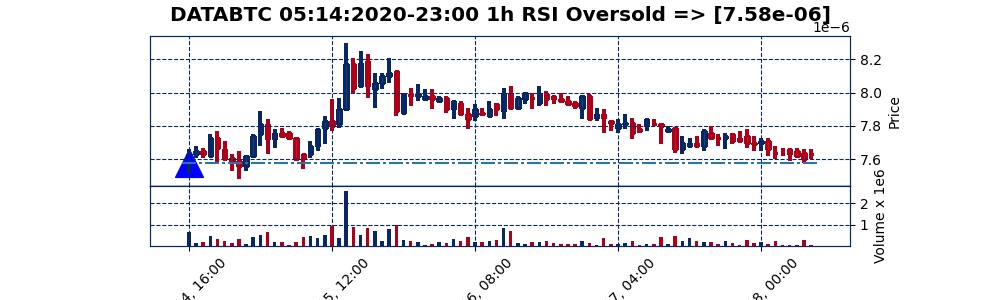 DATABTC 05:14:2020-23:00 1h RSI Oversold => [7.58e-06]
1e−6
8.2
8.0
7.8
7.6
Price
2
1
Volume x 1e6
4, 16:00
5, 12:00
6, 08:00
7, 04:00
8, 00:00